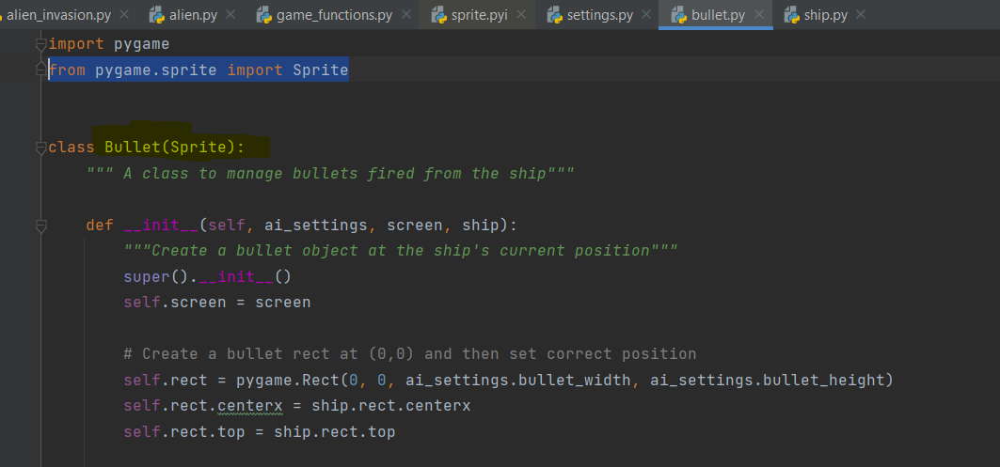 alien_invasion.py × alien.py × game_functions.py × sprite.pyi × settings.py × bullet.py × ship.py ×
import pygame
from pygame.sprite import Sprite
class Bullet(Sprite):
""" A class to manage bullets fired from the ship"""
def __init__(self, ai_settings, screen, ship):
"""Create a bullet object at the ship's current position"""
super().__init__()
self.screen = screen
# Create a bullet rect at (0,0) and then set correct position
self.rect = pygame.Rect(0, 0, ai_settings.bullet_width, ai_settings.bullet_height)
self.rect.centerx = ship.rect.centerx
self.rect.top = ship.rect.top